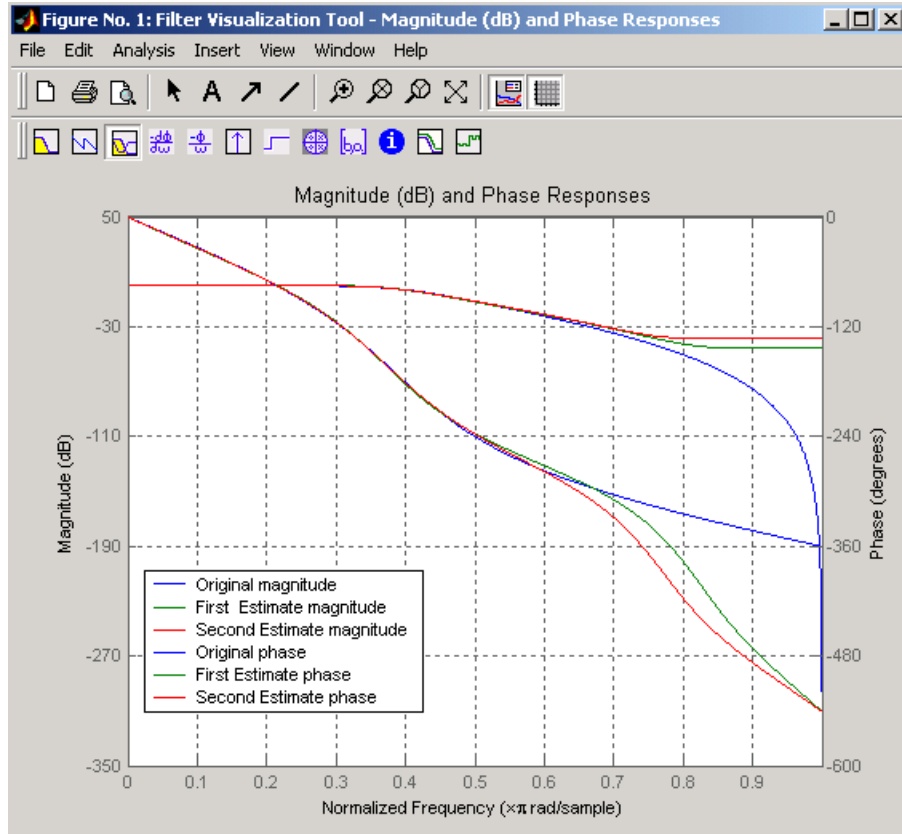 Figure No. 1: Filter Visualization Tool - Magnitude (dB) and Phase Responses
File Edit Analysis Insert View Window Help
A
-dΦ
dω
-Φ
ω
[b,a]
i
Magnitude (dB) and Phase Responses
50
-30
-110
-190
-270
-350
Magnitude (dB)
0
-120
-240
-360
-480
-600
Phase (degrees)
Original magnitude
First Estimate magnitude
Second Estimate magnitude
Original phase
First Estimate phase
Second Estimate phase
0 0.1 0.2 0.3 0.4 0.5 0.6 0.7 0.8 0.9
Normalized Frequency (×π rad/sample)